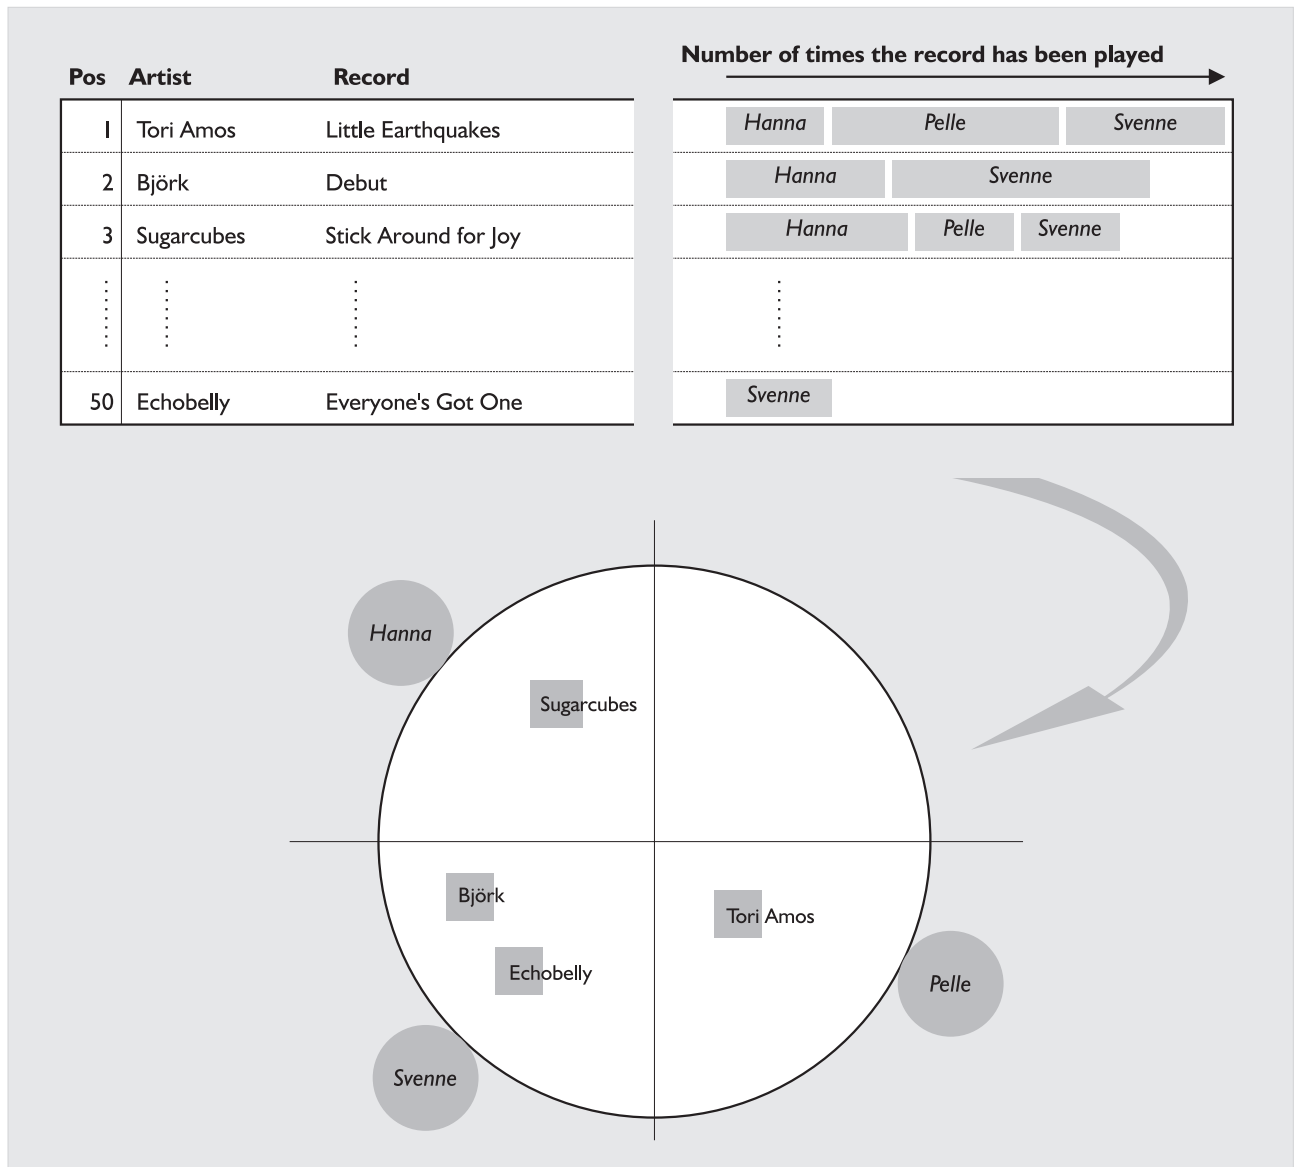 Number of times the record has been played
Pos Artist Record
1 Tori Amos Little Earthquakes Hanna Pelle Svenne
2 Björk Debut Hanna Svenne
3 Sugarcubes Stick Around for Joy Hanna Pelle Svenne
50 Echobelly Everyone's Got One Svenne
Hanna
Sugarcubes
Björk
Tori Amos
Echobelly
Pelle
Svenne